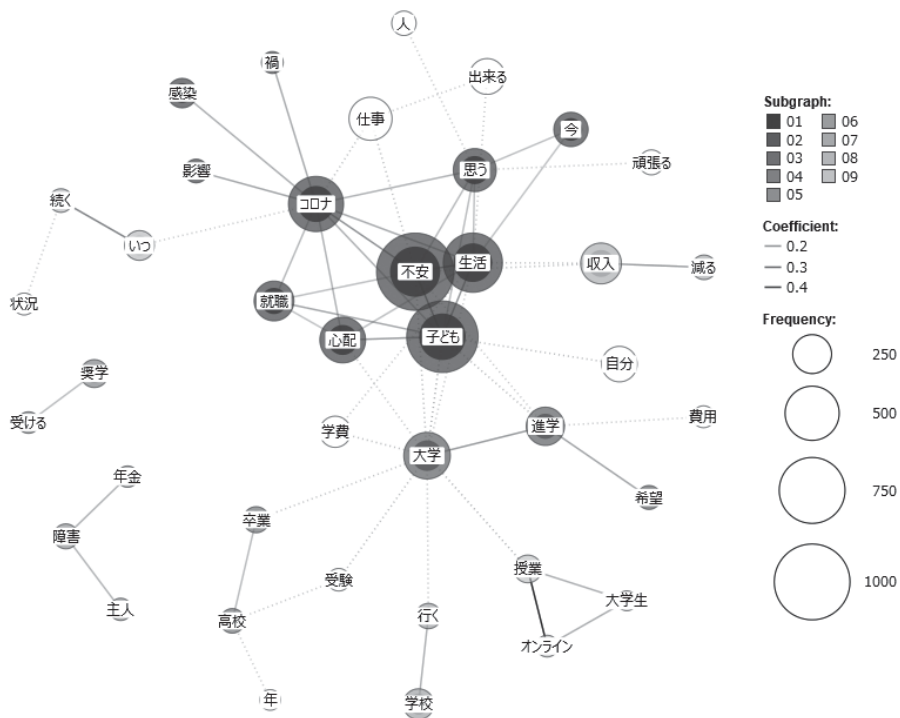 人
禍
出来る
感染
仕事
今
頑張る
影響
思う
続く
コロナ
いつ
不安
生活
収入
減る
状況
就職
心配
子ども
自分
奨学
受ける
学費
大学
進学
費用
年金
希望
障害
卒業
主人
高校
受験
授業
大学生
行く
オンライン
年
学校
Subgraph:
01 06
02 07
03 08
04 09
05
Coefficient:
0.2
0.3
0.4
Frequency:
250
500
750
1000